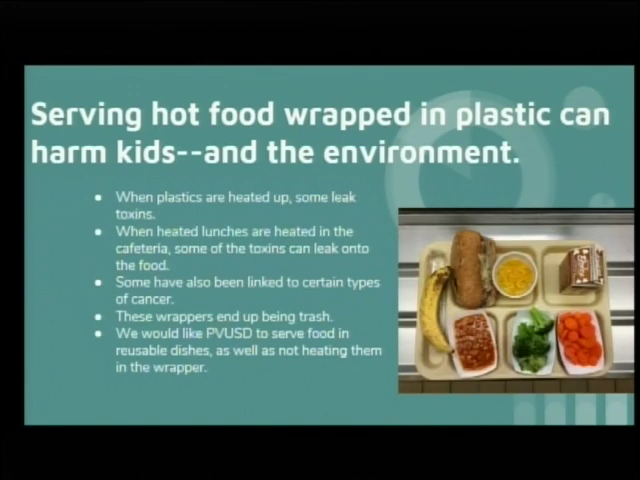 Serving hot food wrapped in plastic can
harm kids--and the environment.
● When plastics are heated up, some leak
toxins.
● When heated lunches are heated in the
cafeteria, some of the toxins can leak onto
the food.
● Some have also been linked to certain types
of cancer.
● These wrappers end up being trash.
● We would like PVUSD to serve food in
reusable dishes, as well as not heating them
in the wrapper.